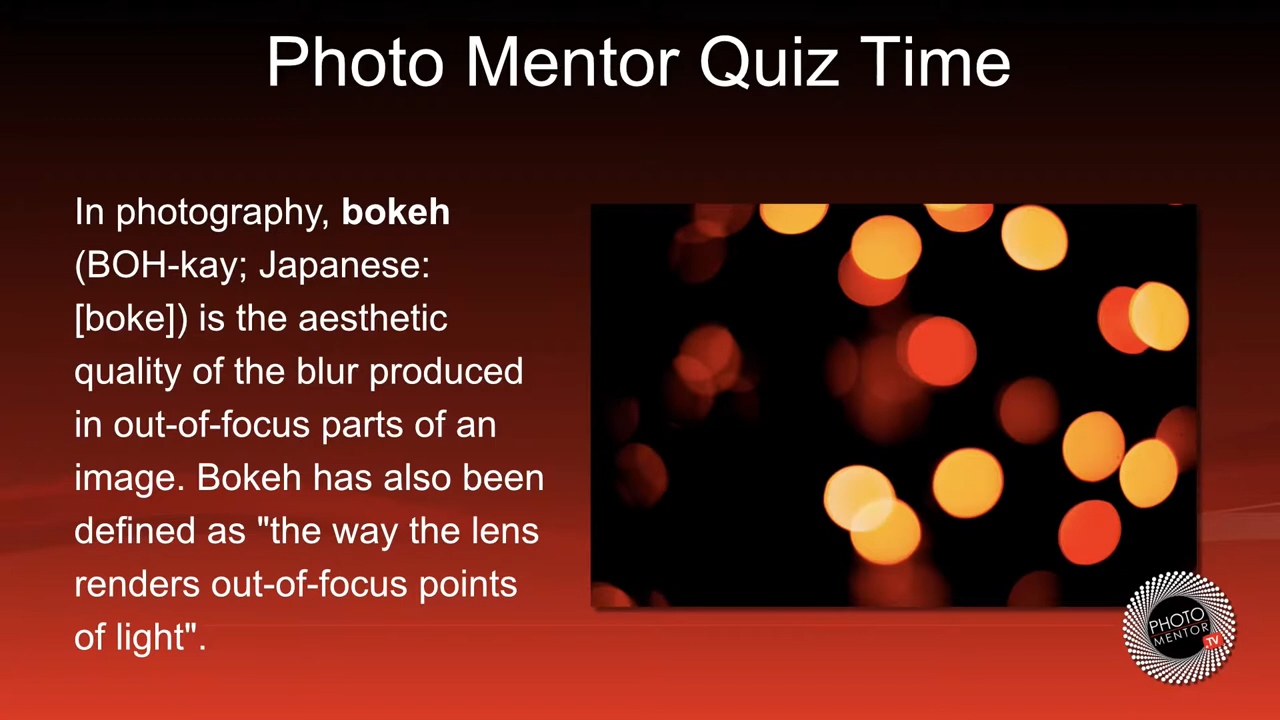 Photo Mentor Quiz Time
In photography, bokeh
(BOH-kay; Japanese:
[boke]) is the aesthetic
quality of the blur produced
in out-of-focus parts of an
image. Bokeh has also been
defined as "the way the lens
renders out-of-focus points
of light".
PHOTO
MENTOR
TV